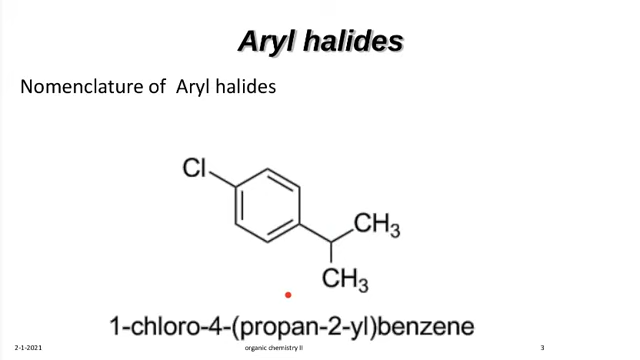 Aryl halides
Nomenclature of Aryl halides
Cl
CH3
CH3
1-chloro-4-(propan-2-yl)benzene
2-1-2021 organic chemistry II 3